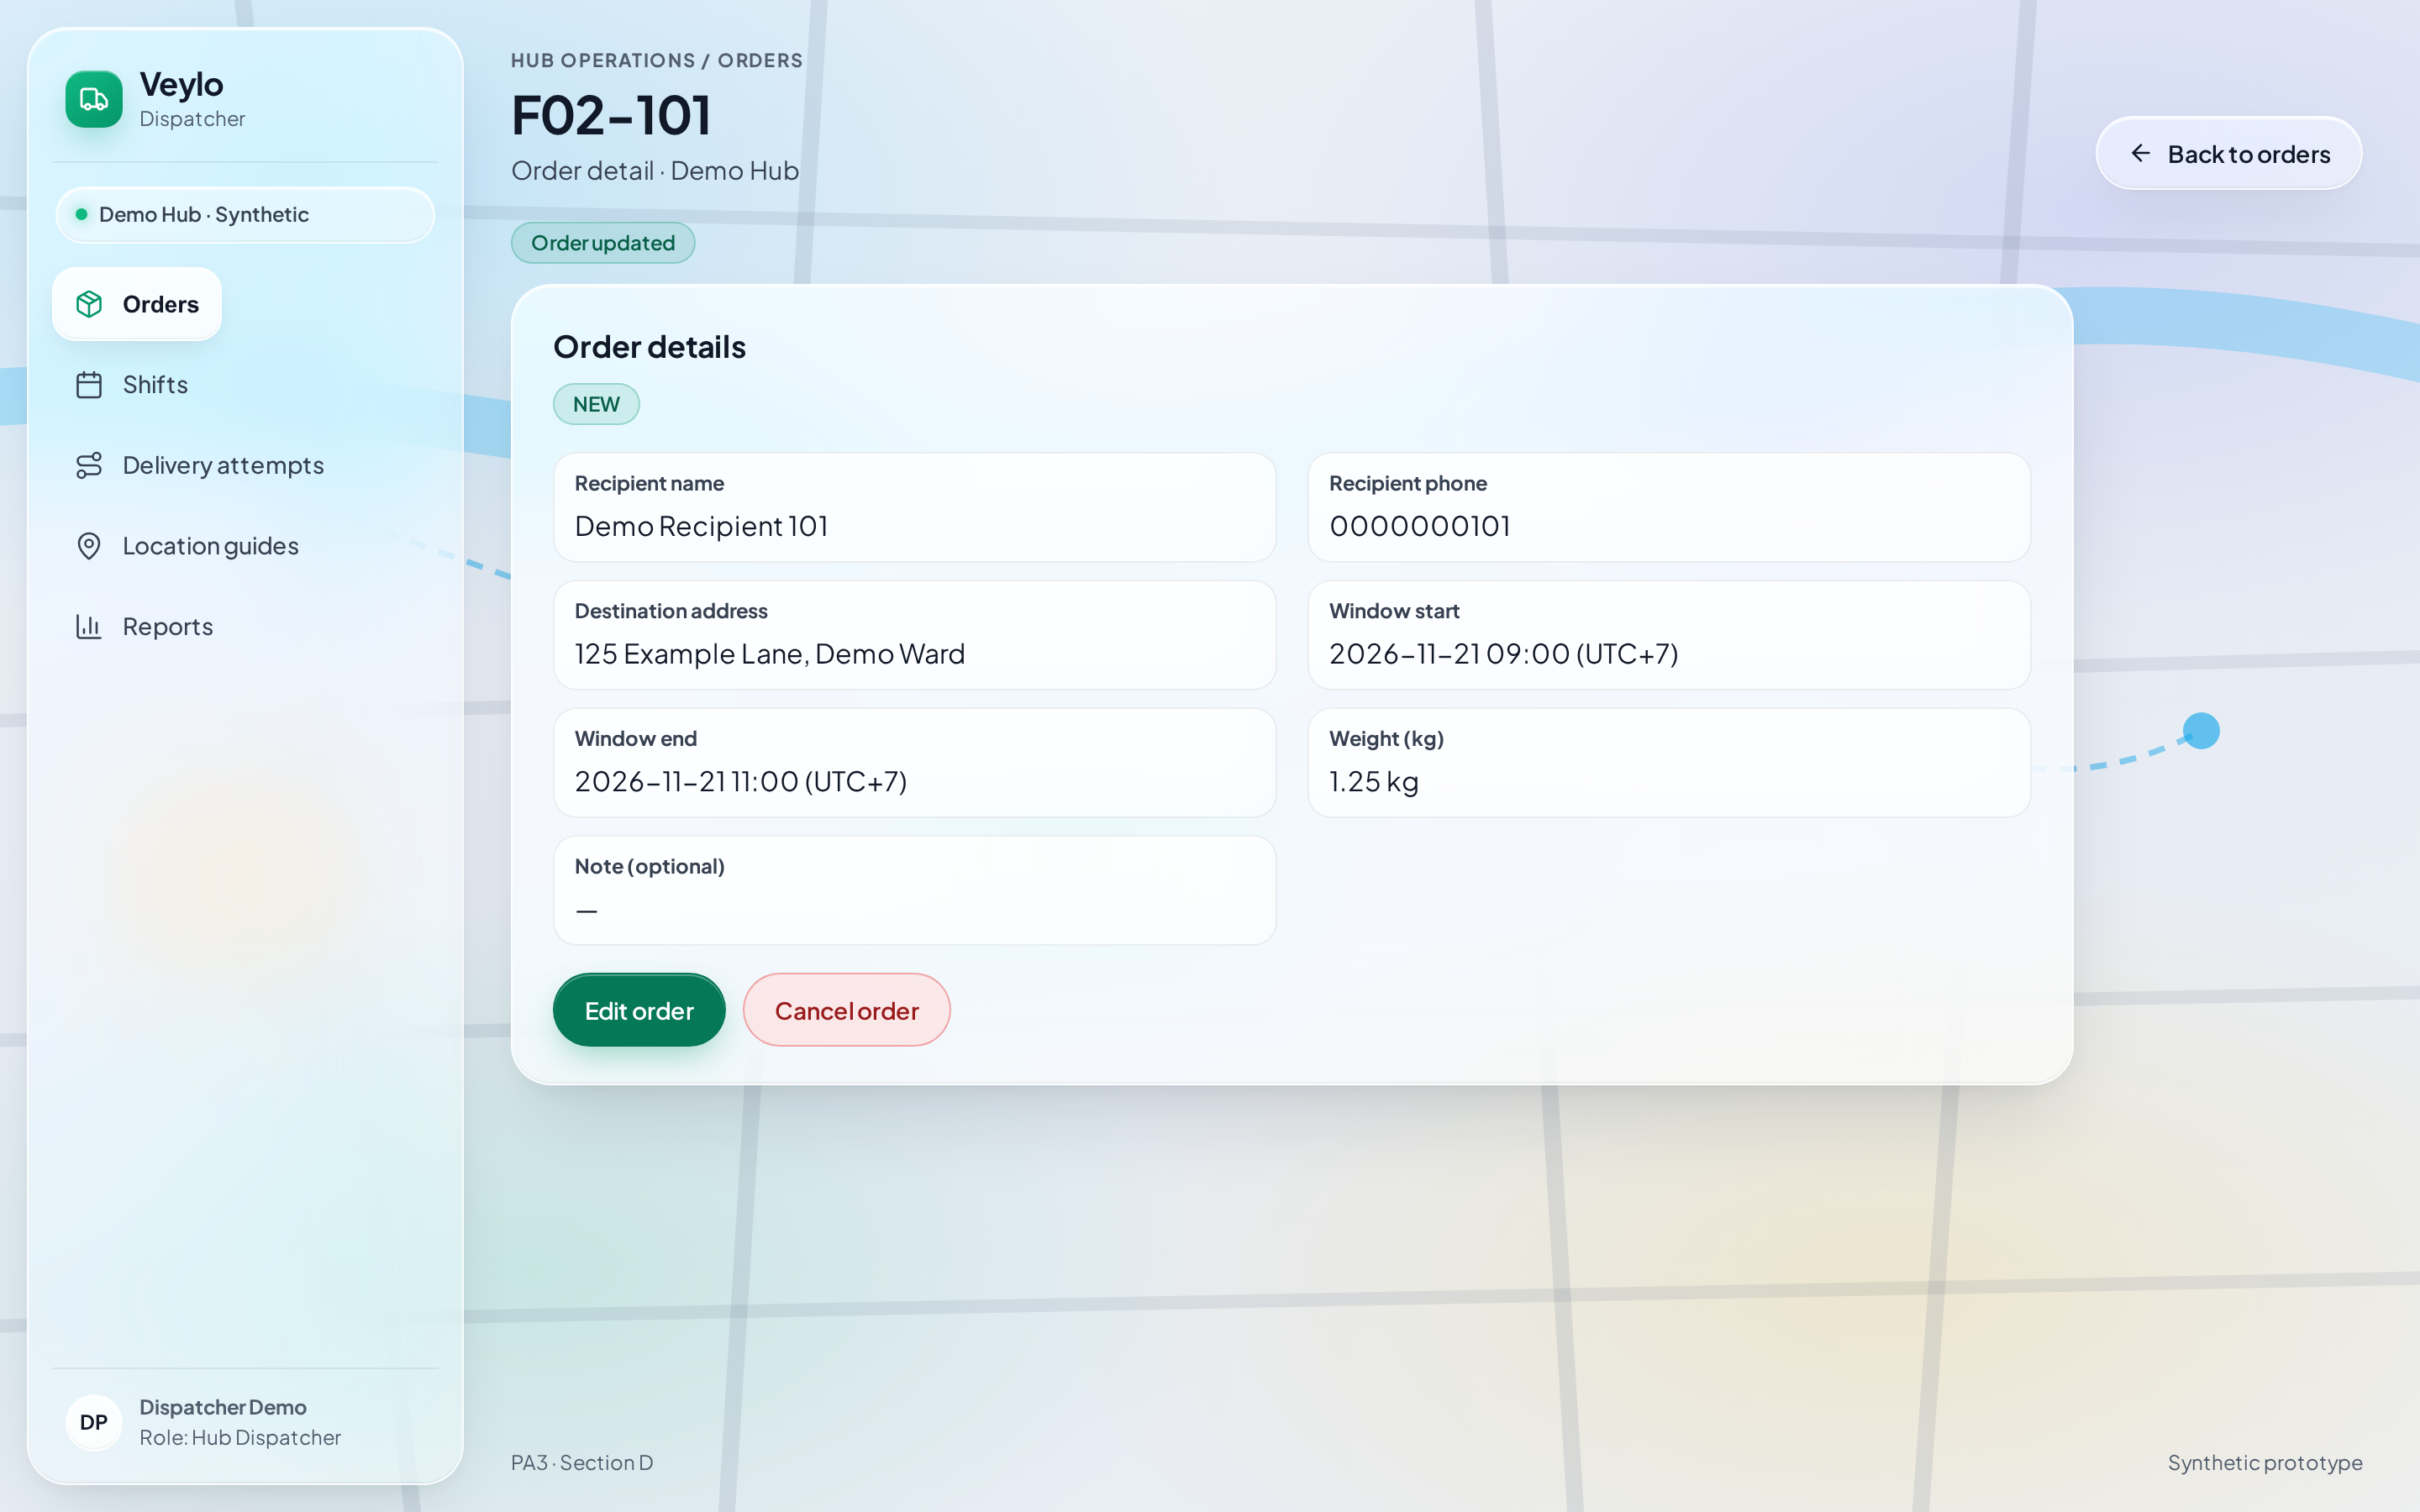 Veylo
Dispatcher
Demo Hub · Synthetic
Orders
Shifts
Delivery attempts
Location guides
Reports
DP
Dispatcher Demo
Role: Hub Dispatcher
HUB OPERATIONS / ORDERS
F02-101
Order detail · Demo Hub
Back to orders
Order updated
Order details
NEW
Recipient name
Demo Recipient 101
Recipient phone
0000000101
Destination address
125 Example Lane, Demo Ward
Window start
2026-11-21 09:00 (UTC+7)
Window end
2026-11-21 11:00 (UTC+7)
Weight (kg)
1.25 kg
Note (optional)
—
Edit order
Cancel order
PA3 · Section D
Synthetic prototype